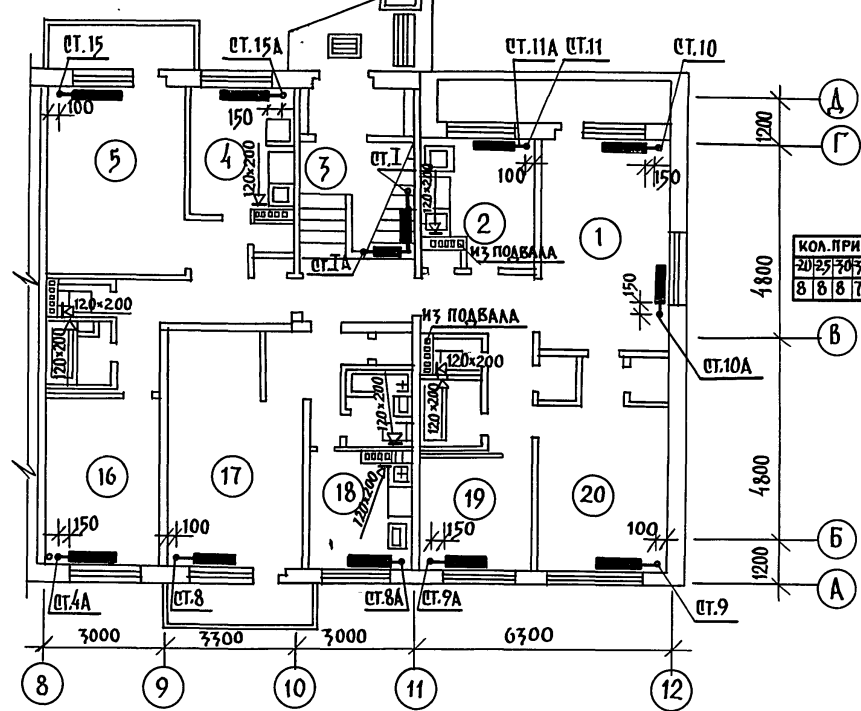 СТ.15
СТ.15А
СТ.11А СТ.11
СТ.10
Д
Г
1200
100
150
100
150
5
4
3
2
1
120×200
СТ.I
120×200
ИЗ ПОДВАЛА
СТ.IА
КОЛ.ПРИ
20 25 30 3
8 8 8 7
4800
150
120×200
120×200
ИЗ ПОДВАЛА
120×200
120×200
В
СТ.10А
120×200
16
17
18
120×200
19
20
4800
150
100
150
100
Б
1200
А
СТ.4А
СТ.8
СТ.8А
СТ.9А
СТ.9
3000
3300
3000
6300
8
9
10
11
12